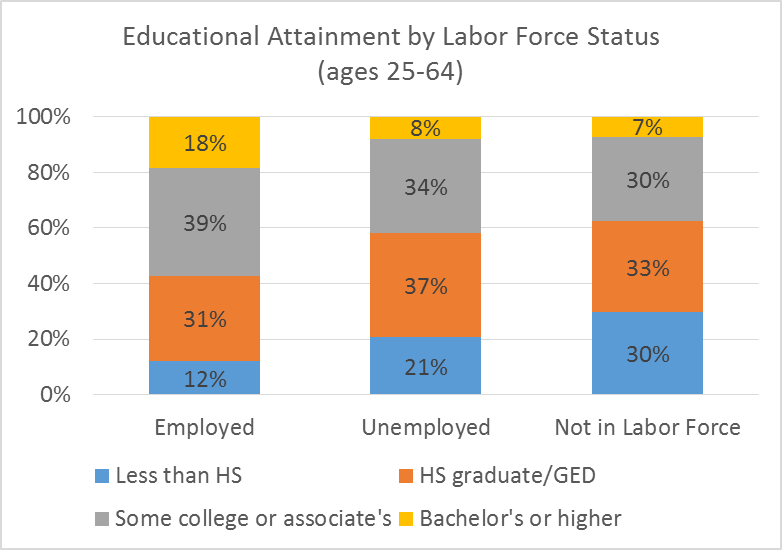 Educational Attainment by Labor Force Status
(ages 25-64)
100%
80%
60%
40%
20%
0%
18%
39%
31%
12%
8%
34%
37%
21%
7%
30%
33%
30%
Employed
Unemployed
Not in Labor Force
Less than HS
HS graduate/GED
Some college or associate's
Bachelor's or higher